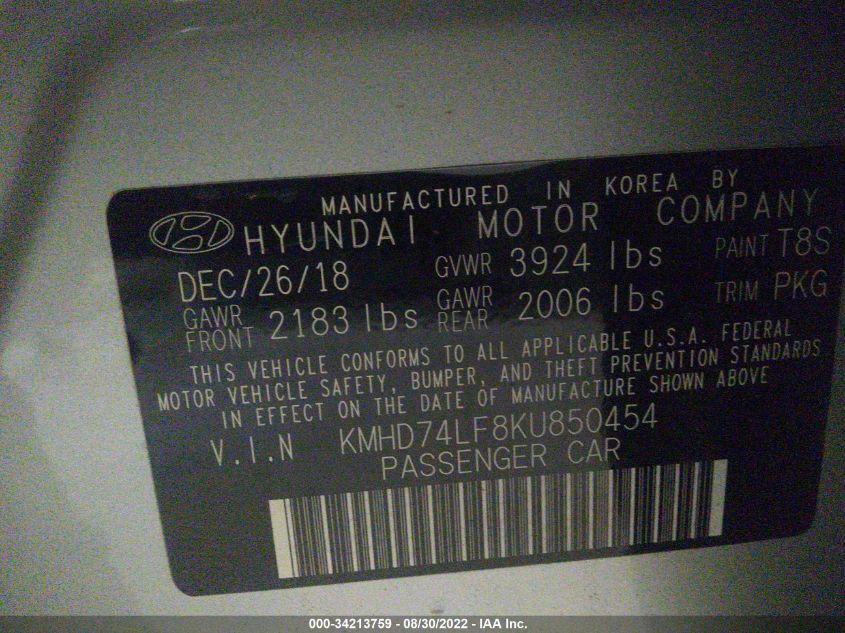 MANUFACTURED IN KOREA BY
HYUNDAI MOTOR COMPANY
DEC/26/18 GVWR 3924 lbs PAINT T8S
GAWR FRONT 2183 lbs GAWR REAR 2006 lbs TRIM PKG
THIS VEHICLE CONFORMS TO ALL APPLICABLE U.S.A. FEDERAL
MOTOR VEHICLE SAFETY, BUMPER, AND THEFT PREVENTION STANDARDS
IN EFFECT ON THE DATE OF MANUFACTURE SHOWN ABOVE
V.I.N KMHD74LF8KU850454
PASSENGER CAR
000-34213759 - 08/30/2022 - IAA Inc.